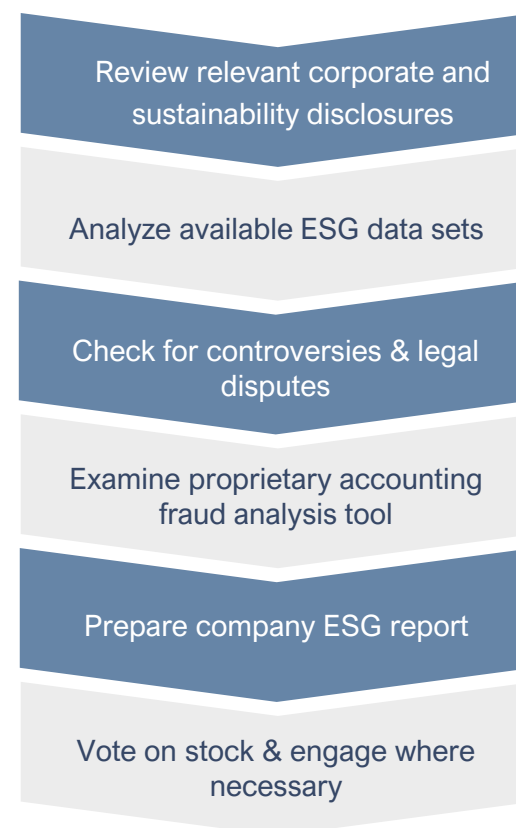 Review relevant corporate and
sustainability disclosures
Analyze available ESG data sets
Check for controversies & legal
disputes
Examine proprietary accounting
fraud analysis tool
Prepare company ESG report
Vote on stock & engage where
necessary